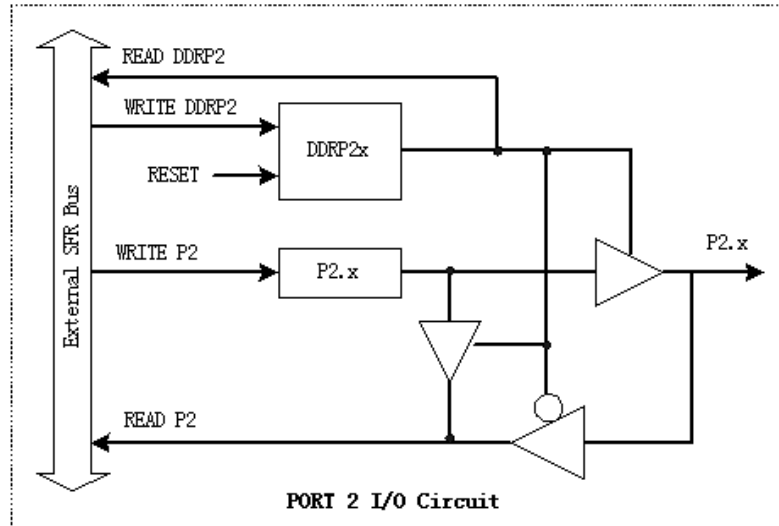 READ DDRP2
WRITE DDRP2
DDRP2x
RESET
External SFR Bus
WRITE P2
P2.x
P2.x
READ P2
PORT 2 I/O Circuit